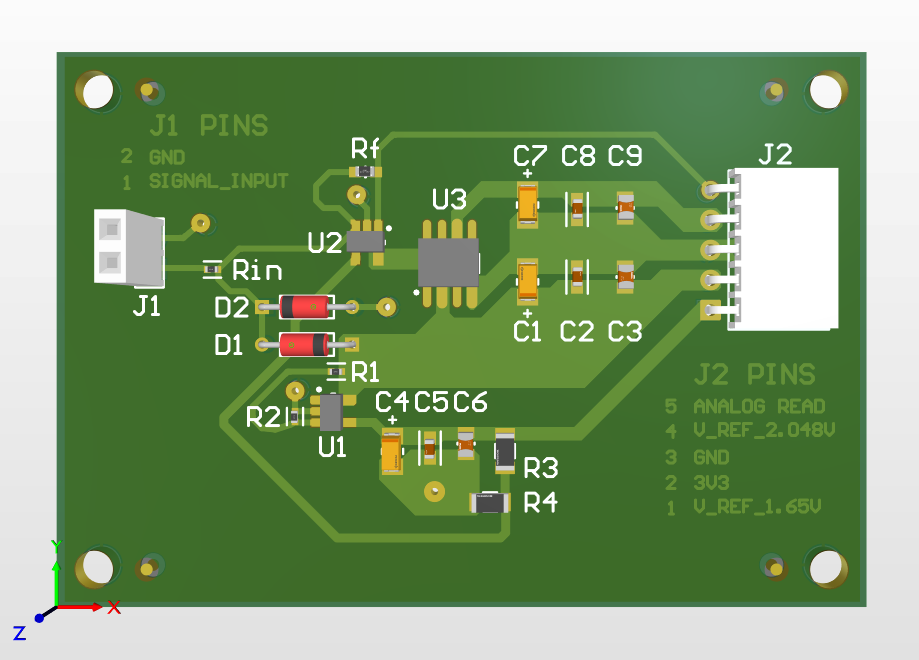 J1 PINS
2 GND
1 SIGNAL_INPUT
Rf
C7 C8 C9
+
J2
U3
U2
Rin
J1
D2
D1
+
C1 C2 C3
R1
R2
U1
C4 C5 C6
+
R3
R4
J2 PINS
5 ANALOG READ
4 V_REF_2.048V
3 GND
2 3V3
1 V_REF_1.65V
Y
X
Z